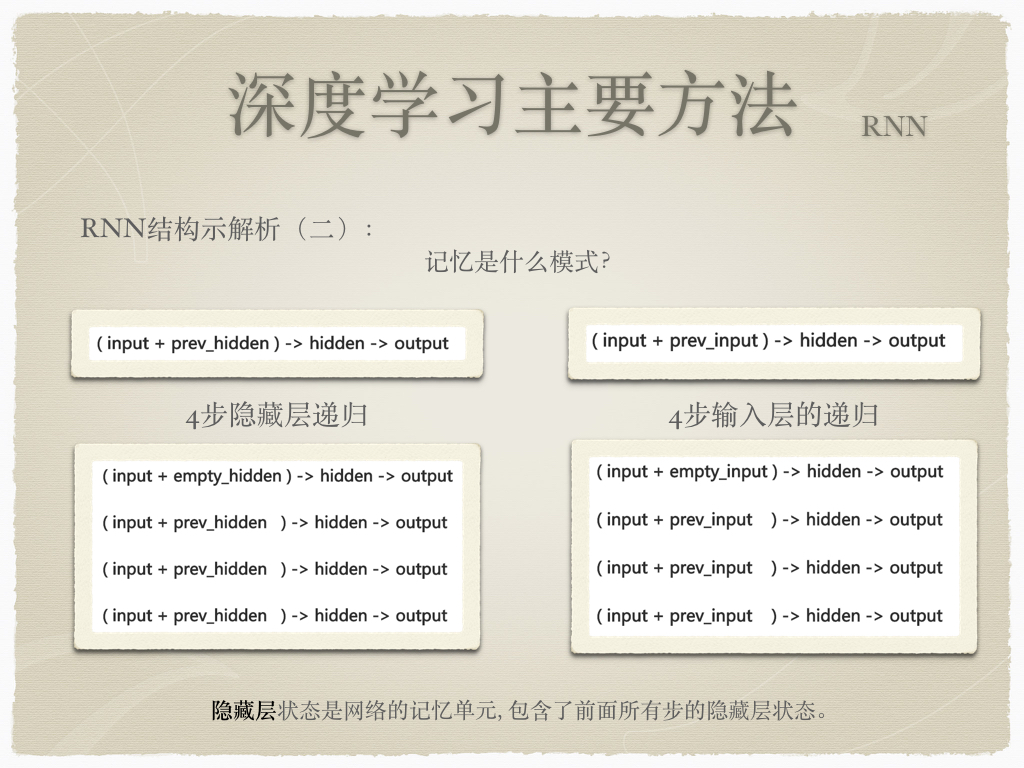 深度学习主要方法
RNN
RNN结构示解析（二）:
记忆是什么模式?
( input + prev_hidden ) -> hidden -> output
( input + prev_input ) -> hidden -> output
4步隐藏层递归
4步输入层的递归
( input + empty_hidden ) -> hidden -> output
( input + prev_hidden ) -> hidden -> output
( input + prev_hidden ) -> hidden -> output
( input + prev_hidden ) -> hidden -> output
( input + empty_input ) -> hidden -> output
( input + prev_input ) -> hidden -> output
( input + prev_input ) -> hidden -> output
( input + prev_input ) -> hidden -> output
隐藏层状态是网络的记忆单元, 包含了前面所有步的隐藏层状态。